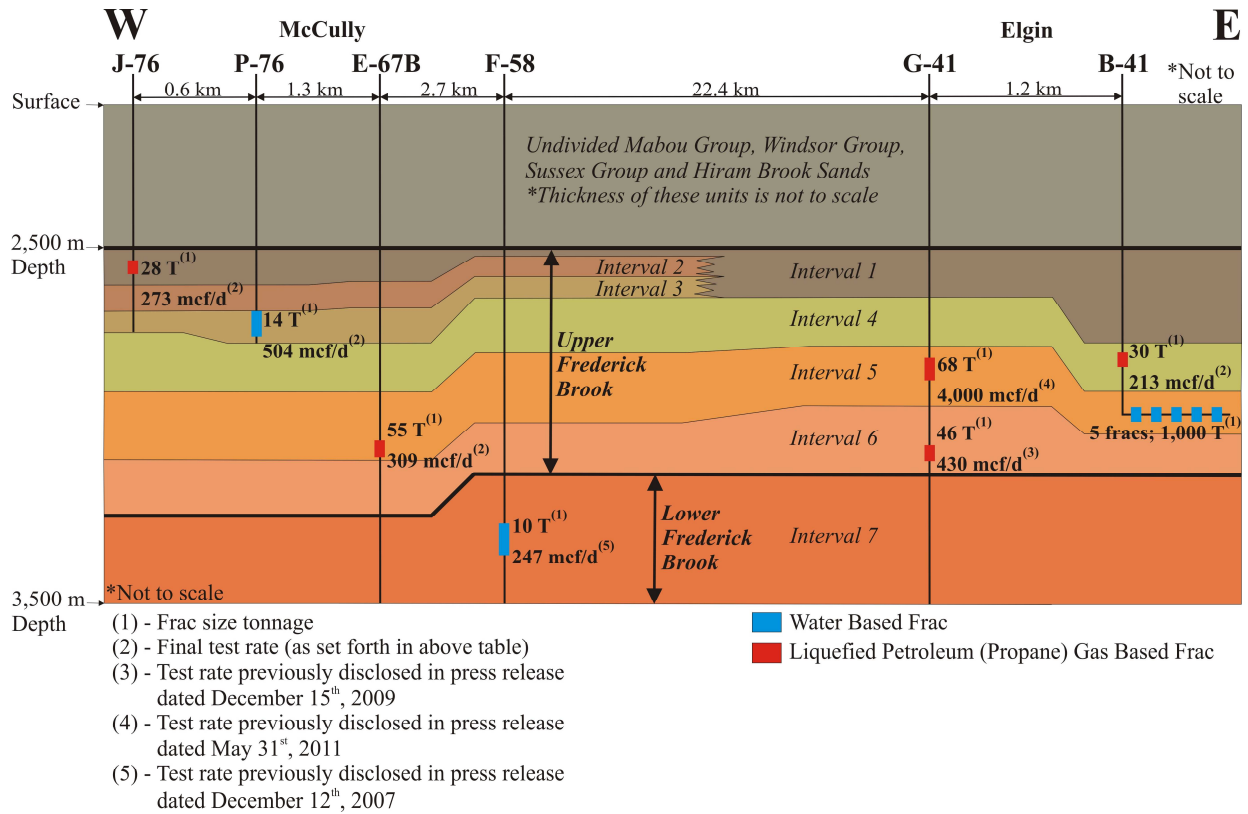 W
McCully
Elgin
E
J-76
P-76
E-67B
F-58
G-41
B-41
*Not to
scale
0.6 km
1.3 km
2.7 km
22.4 km
1.2 km
Surface
Undivided Mabou Group, Windsor Group,
Sussex Group and Hiram Brook Sands
*Thickness of these units is not to scale
2,500 m
Depth
28 T(1)
273 mcf/d(2)
Interval 2
Interval 1
Interval 3
14 T(1)
504 mcf/d(2)
Interval 4
Upper
Frederick
Brook
30 T(1)
213 mcf/d(2)
68 T(1)
4,000 mcf/d(4)
Interval 5
5 fracs; 1,000 T(1)
55 T(1)
309 mcf/d(2)
Interval 6
46 T(1)
430 mcf/d(3)
10 T(1)
247 mcf/d(5)
Lower
Frederick
Brook
Interval 7
*Not to scale
3,500 m
Depth
(1) - Frac size tonnage
(2) - Final test rate (as set forth in above table)
(3) - Test rate previously disclosed in press release
dated December 15th, 2009
(4) - Test rate previously disclosed in press release
dated May 31st, 2011
(5) - Test rate previously disclosed in press release
dated December 12th, 2007
Water Based Frac
Liquefied Petroleum (Propane) Gas Based Frac